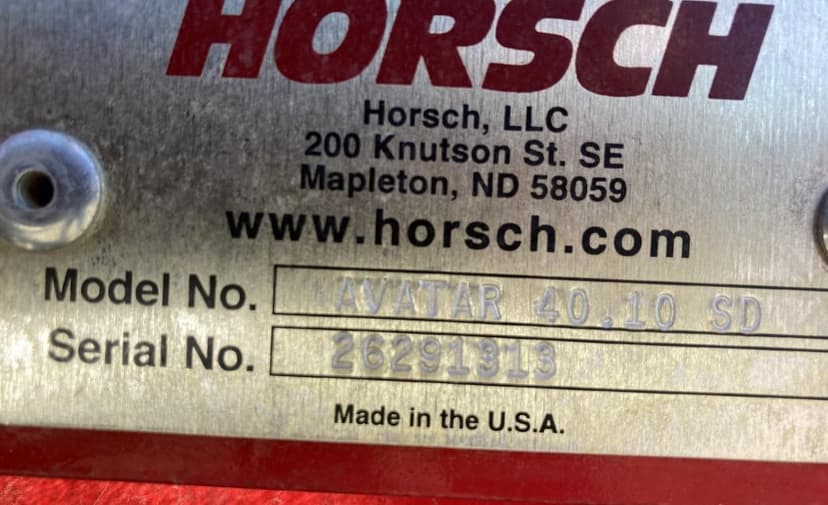 HORSCH
Horsch, LLC
200 Knutson St. SE
Mapleton, ND 58059
www.horsch.com
Model No. AVATAR 40.10 SD
Serial No. 26291313
Made in the U.S.A.